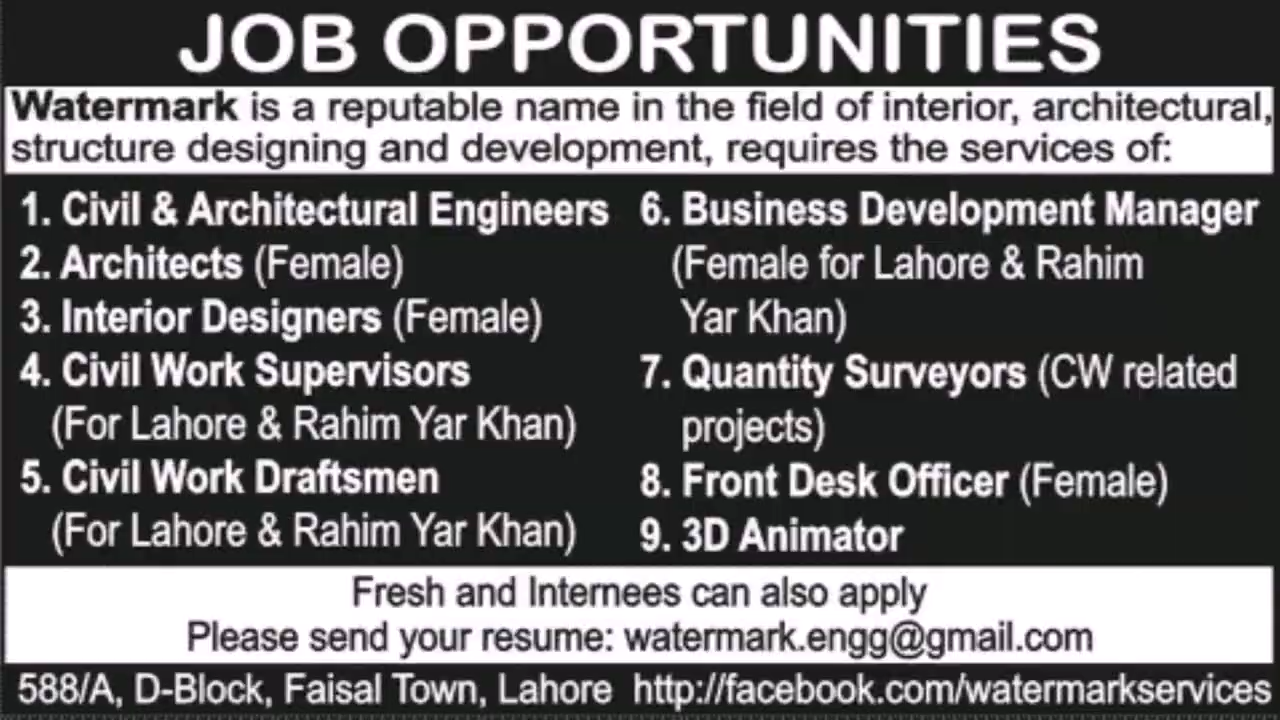 JOB OPPORTUNITIES
Watermark is a reputable name in the field of interior, architectural,
structure designing and development, requires the services of:
1. Civil & Architectural Engineers
2. Architects (Female)
3. Interior Designers (Female)
4. Civil Work Supervisors
(For Lahore & Rahim Yar Khan)
5. Civil Work Draftsmen
(For Lahore & Rahim Yar Khan)
6. Business Development Manager
(Female for Lahore & Rahim
Yar Khan)
7. Quantity Surveyors (CW related
projects)
8. Front Desk Officer (Female)
9. 3D Animator
Fresh and Internees can also apply
Please send your resume: watermark.engg@gmail.com
588/A, D-Block, Faisal Town, Lahore http://facebook.com/watermarkservices